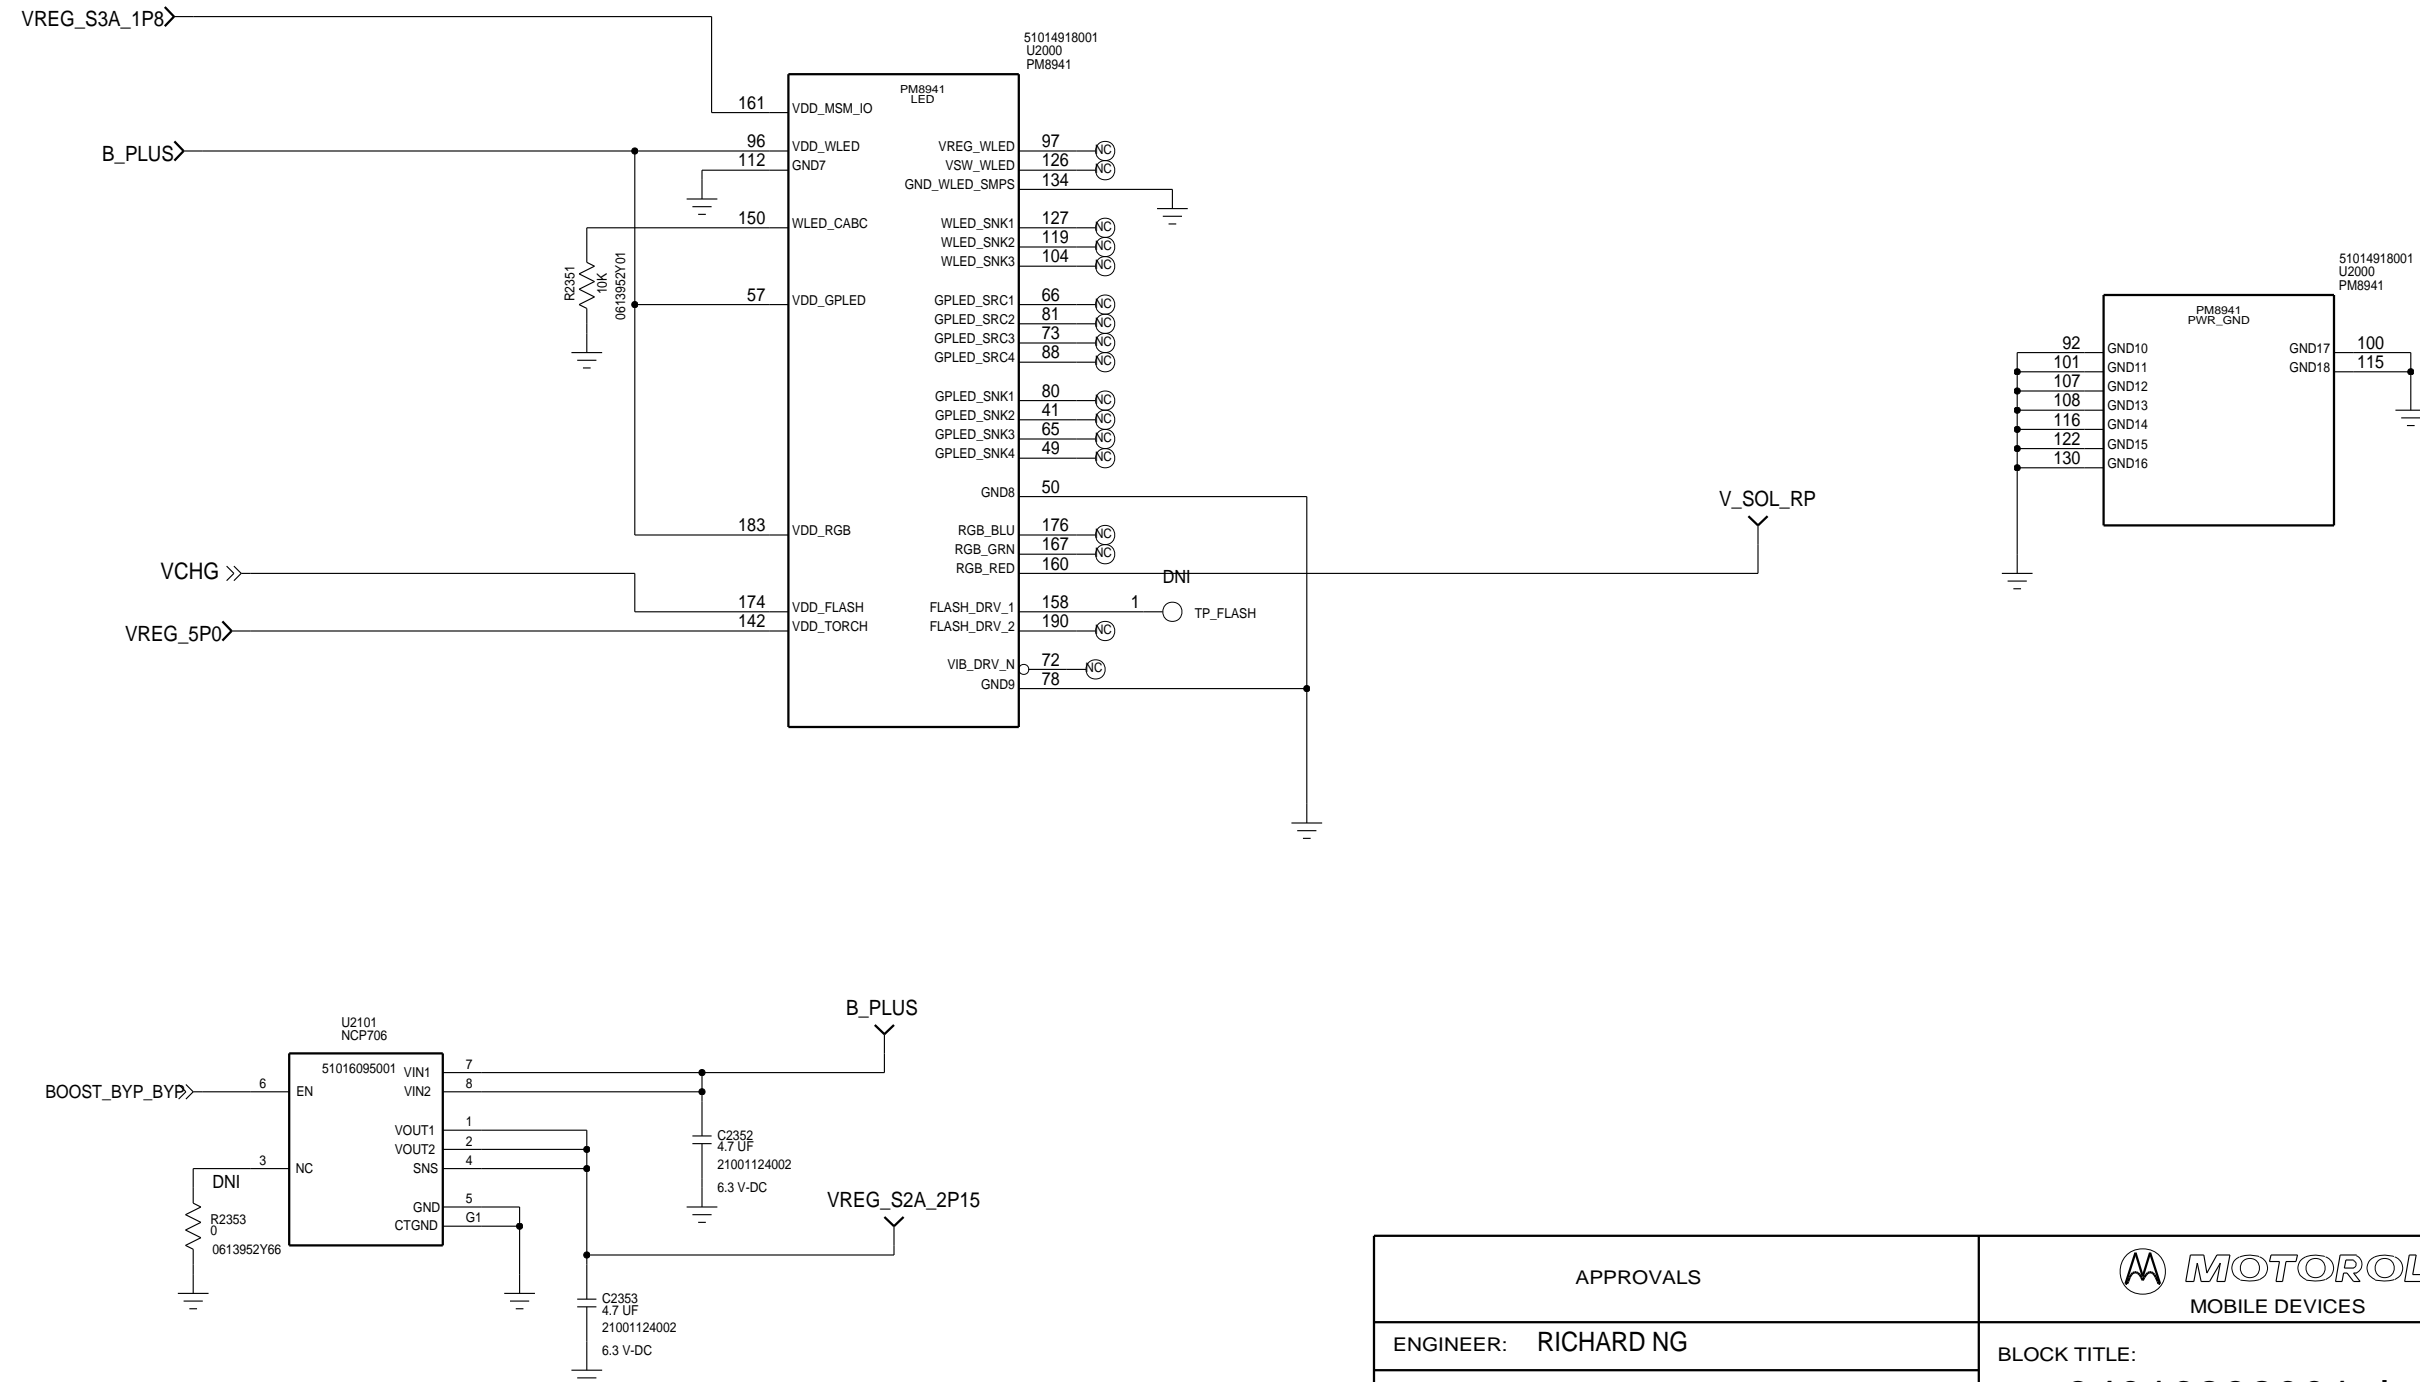 VREG_S3A_1P8
51014918001
U2000
PM8941
PM8941
LED
161 VDD_MSM_IO
B_PLUS
96 VDD_WLED
112 GND7
VREG_WLED 97 NC
VSW_WLED 126 NC
GND_WLED_SMPS 134
150 WLED_CABC
WLED_SNK1 127 NC
WLED_SNK2 119 NC
WLED_SNK3 104 NC
R2351
10K
0613952Y01
57 VDD_GPLED
GPLED_SRC1 66 NC
GPLED_SRC2 81 NC
GPLED_SRC3 73 NC
GPLED_SRC4 88 NC
GPLED_SNK1 80 NC
GPLED_SNK2 41 NC
GPLED_SNK3 65 NC
GPLED_SNK4 49 NC
GND8 50
183 VDD_RGB
RGB_BLU 176 NC
RGB_GRN 167 NC
RGB_RED 160
V_SOL_RP
VCHG
174 VDD_FLASH
VREG_5P0
142 VDD_TORCH
DNI
FLASH_DRV_1 158 1 TP_FLASH
FLASH_DRV_2 190 NC
VIB_DRV_N 72 NC
GND9 78
51014918001
U2000
PM8941
PM8941
PWR_GND
92 GND10
101 GND11
107 GND12
108 GND13
116 GND14
122 GND15
130 GND16
GND17 100
GND18 115
U2101
NCP706
51016095001
BOOST_BYP_BYP
6 EN
3 NC
DNI
R2353
0
0613952Y66
VIN1 7
VIN2 8
VOUT1 1
VOUT2 2
SNS 4
GND 5
CTGND G1
B_PLUS
C2352
4.7 UF
21001124002
6.3 V-DC
VREG_S2A_2P15
C2353
4.7 UF
21001124002
6.3 V-DC
APPROVALS
MOTOROL
MOBILE DEVICES
ENGINEER: RICHARD NG
BLOCK TITLE: